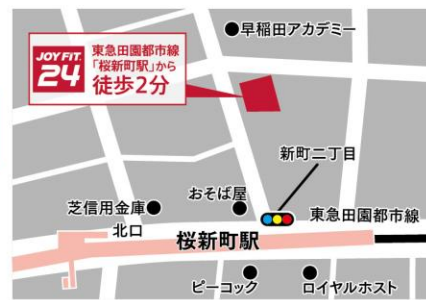 早稲田アカデミー
JOY FIT.
24
東急田園都市線
「桜新町駅」から
徒歩2分
新町二丁目
おそば屋
芝信用金庫
東急田園都市線
北口
桜新町駅
ピーコック
ロイヤルホスト